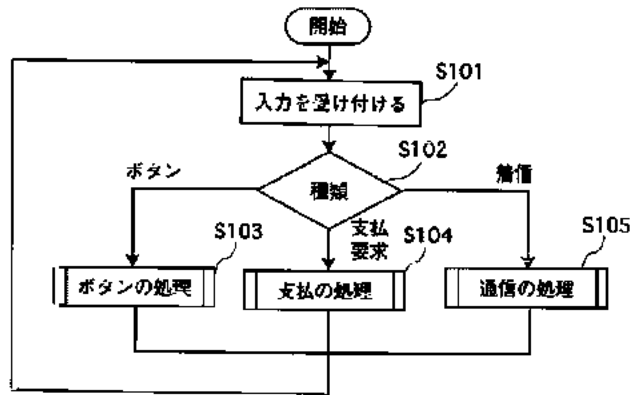 開始
S101
入力を受け付ける
S102
ボタン
種類
着信
支払
要求
S103
S104
S105
ボタンの処理
支払の処理
通信の処理